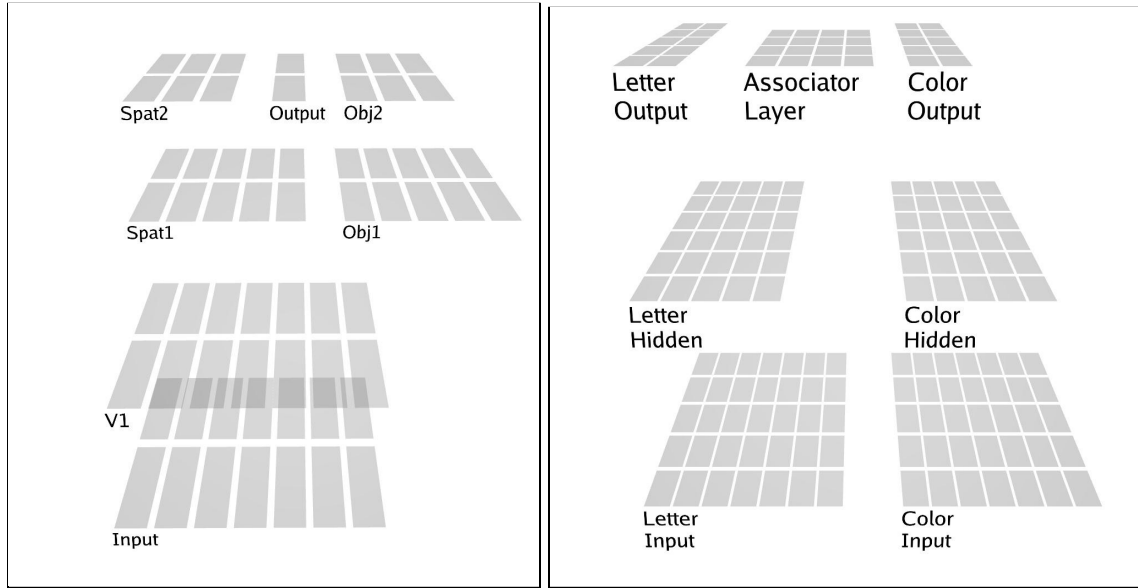 Spat2
Output
Obj2
Spat1
Obj1
V1
Input
Letter
Output
Associator
Layer
Color
Output
Letter
Hidden
Color
Hidden
Letter
Input
Color
Input